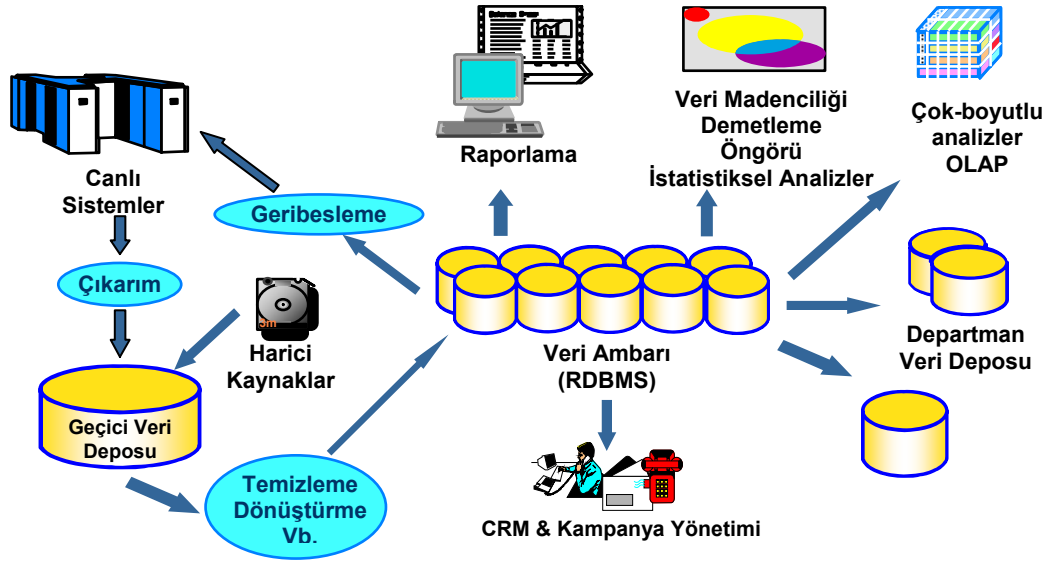 Raporlama
Veri Madenciliği
Demetleme
Öngörü
İstatistiksel Analizler
Çok-boyutlu
analizler
OLAP
Canlı
Sistemler
Geribesleme
Çıkarım
3m
Harici
Kaynaklar
Geçici Veri
Deposu
Temizleme
Dönüştürme
Vb.
Veri Ambarı
(RDBMS)
Departman
Veri Deposu
CRM & Kampanya Yönetimi